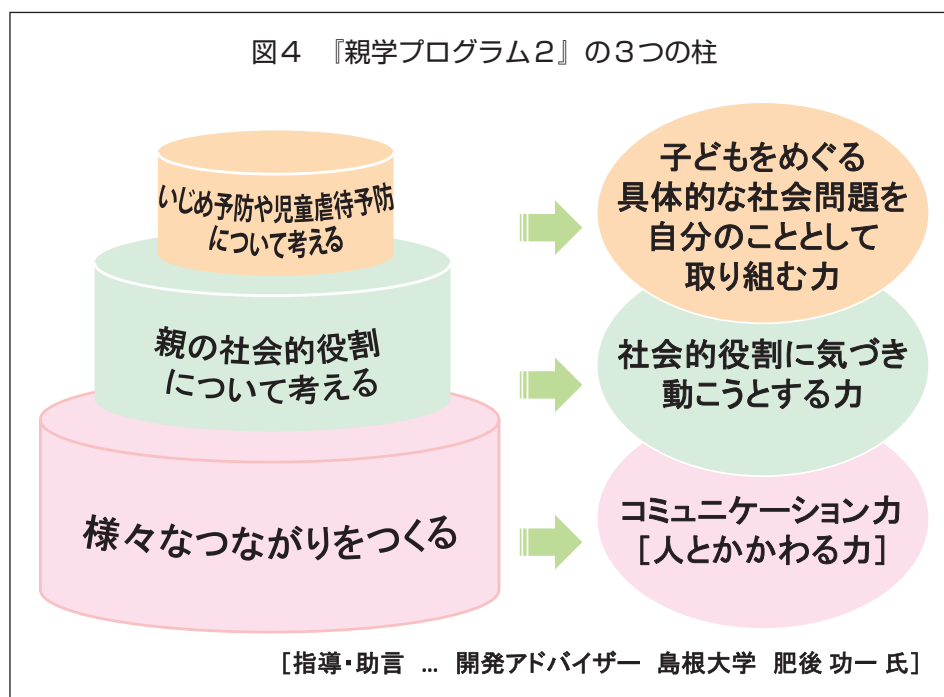 図4 『親学プログラム2』の3つの柱
いじめ予防や児童虐待予防
について考える
子どもをめぐる
具体的な社会問題を
自分のこととして
取り組む力
親の社会的役割
について考える
社会的役割に気づき
動こうとする力
様々なつながりをつくる
コミュニケーション力
[人とかかわる力]
[指導・助言 … 開発アドバイザー 島根大学 肥後 功一 氏]